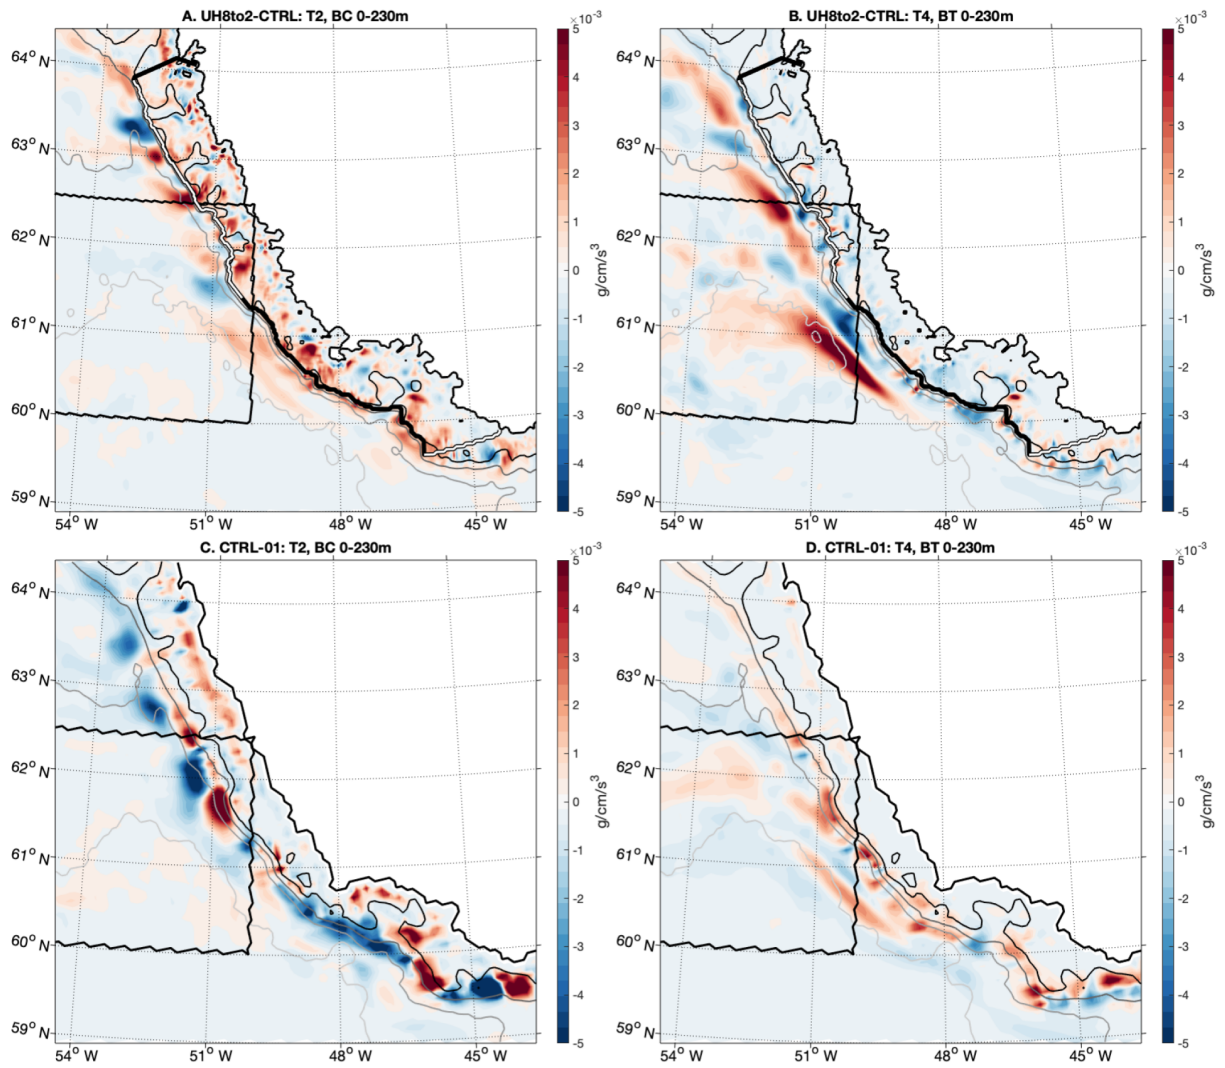 A. UH8to2-CTRL: T2, BC 0-230m
×10⁻³
64° N
63° N
62° N
61° N
60° N
59° N
54° W
51° W
48° W
45° W
5
4
3
2
1
0
-1
-2
-3
-4
-5
g/cm/s³
B. UH8to2-CTRL: T4, BT 0-230m
×10⁻³
64° N
63° N
62° N
61° N
60° N
59° N
54° W
51° W
48° W
45° W
5
4
3
2
1
0
-1
-2
-3
-4
-5
g/cm/s³
C. CTRL-01: T2, BC 0-230m
×10⁻³
64° N
63° N
62° N
61° N
60° N
59° N
54° W
51° W
48° W
45° W
5
4
3
2
1
0
-1
-2
-3
-4
-5
g/cm/s³
D. CTRL-01: T4, BT 0-230m
×10⁻³
64° N
63° N
62° N
61° N
60° N
59° N
54° W
51° W
48° W
45° W
5
4
3
2
1
0
-1
-2
-3
-4
-5
g/cm/s³